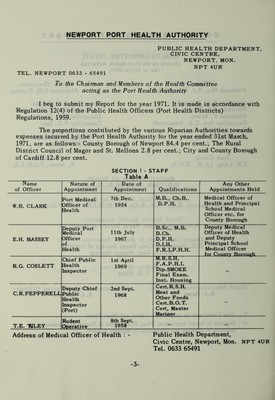 NEWPORT PORT HEALTH AUTHORITY
PUBLIC HEALTH DEPARTMENT,
CIVIC CENTRE,
NEWPORT, MON.
NPT 4UR
TEL. NEWPORT 0633 - 65491
To the Chairman and Members of the Health Committee
acting as the Port Health Authority
I beg to submit my Report for the year 1971. It is made in accordance with
Regulation 12(4) of the Public Health Officers (Port Health Districts)
Regulations, 1959.
The proportions contributed by the various Riparian Authorities towards
expenses incurred by the Port Health Authority for the year ended 31st March,
1971, are as follows:- County Borough of Newport 84.4 per cent.; The Rural
District Council of Magor and St. Mellons 2.8 per cent.; City and County Borough
of Cardiff 12.8 per cent.
SECTION I - STAFF
Table A
Name of Officer Nature of Appointment Date of Appointment Qualifications Any Other Appointments Held
W.B. CLARK Port Medical Officer of Health 7th Dec. 1954 M.B., Ch.B., D.P.H. Medical Officer of Health and Principal School Medical Officer etc. for County Borough
E.H. MASSEY Deputy Port Medical Officer of Health 11th July 1967 B.Sc., M.B. B.Ch. D.P.H. D.I.H. F.R.I.P.H.H. Deputy Medical Officer of Health and Deputy Principal School Medical Officer for County Borough
R.G. COSLETT Chief Public Health Inspector 1st April 1969 M.R.S.H. F.A.P.H.I. Dip.SMOKE Final Exam. Inst. Housing –
C.R.PEPPERELL Deputy Chief Public Health Inspector (Port) 2nd Sept. 1968 Cert.R.S.H. Meat and Other Foods Cert.B.O.T. Cert, Master Mariner –
T.E. RILEY Rodent Operative 8th Sept. 1958 – –
Address of Medical Officer of Health : - Public Health Department,
Civic Centre, Newport, Mon. NPT 4UR
Tel. 0633 65491
-3-